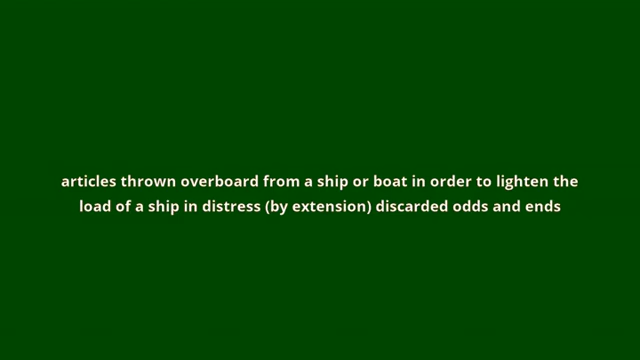 articles thrown overboard from a ship or boat in order to lighten the
load of a ship in distress (by extension) discarded odds and ends